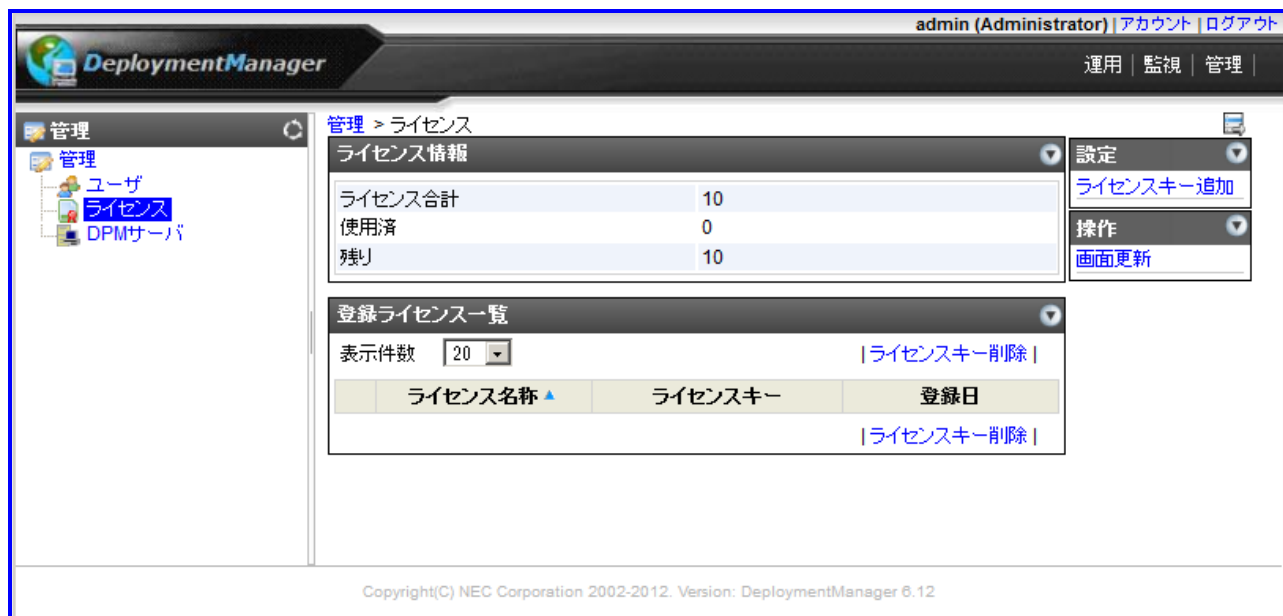 admin (Administrator) | アカウント | ログアウト
DeploymentManager
運用 | 監視 | 管理 |
管理
管理
ユーザ
ライセンス
DPMサーバ
管理 > ライセンス
ライセンス情報
ライセンス合計 10
使用済 0
残り 10
登録ライセンス一覧
表示件数 20 | ライセンスキー削除 |
ライセンス名称 ▲ ライセンスキー 登録日
| ライセンスキー削除 |
設定
ライセンスキー追加
操作
画面更新
Copyright(C) NEC Corporation 2002-2012. Version: DeploymentManager 6.12